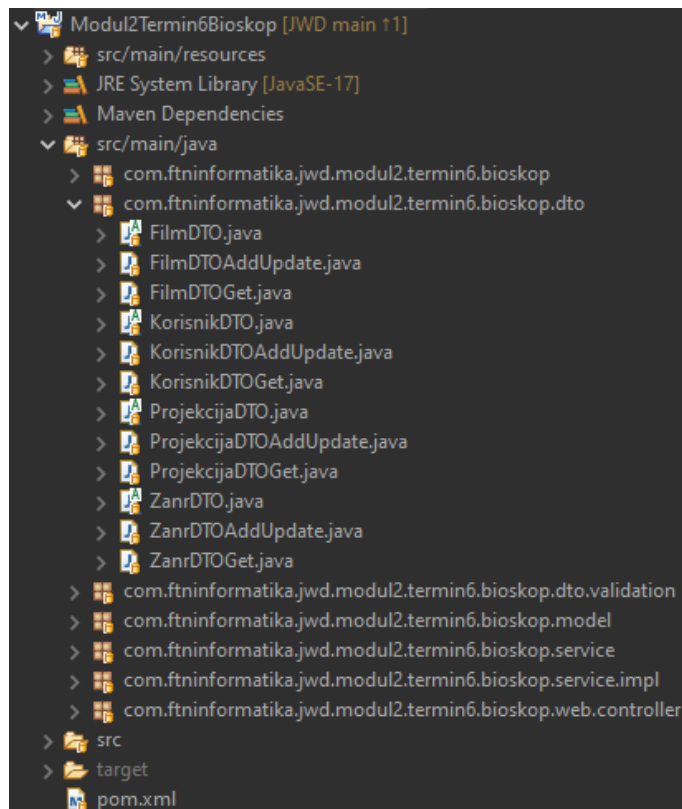 Modul2Termin6Bioskop [JWD main ↑1]
src/main/resources
JRE System Library [JavaSE-17]
Maven Dependencies
src/main/java
com.ftninformatika.jwd.modul2.termin6.bioskop
com.ftninformatika.jwd.modul2.termin6.bioskop.dto
FilmDTO.java
FilmDTOAddUpdate.java
FilmDTOGet.java
KorisnikDTO.java
KorisnikDTOAddUpdate.java
KorisnikDTOGet.java
ProjekcijaDTO.java
ProjekcijaDTOAddUpdate.java
ProjekcijaDTOGet.java
ZanrDTO.java
ZanrDTOAddUpdate.java
ZanrDTOGet.java
com.ftninformatika.jwd.modul2.termin6.bioskop.dto.validation
com.ftninformatika.jwd.modul2.termin6.bioskop.model
com.ftninformatika.jwd.modul2.termin6.bioskop.service
com.ftninformatika.jwd.modul2.termin6.bioskop.service.impl
com.ftninformatika.jwd.modul2.termin6.bioskop.web.controller
src
target
pom.xml